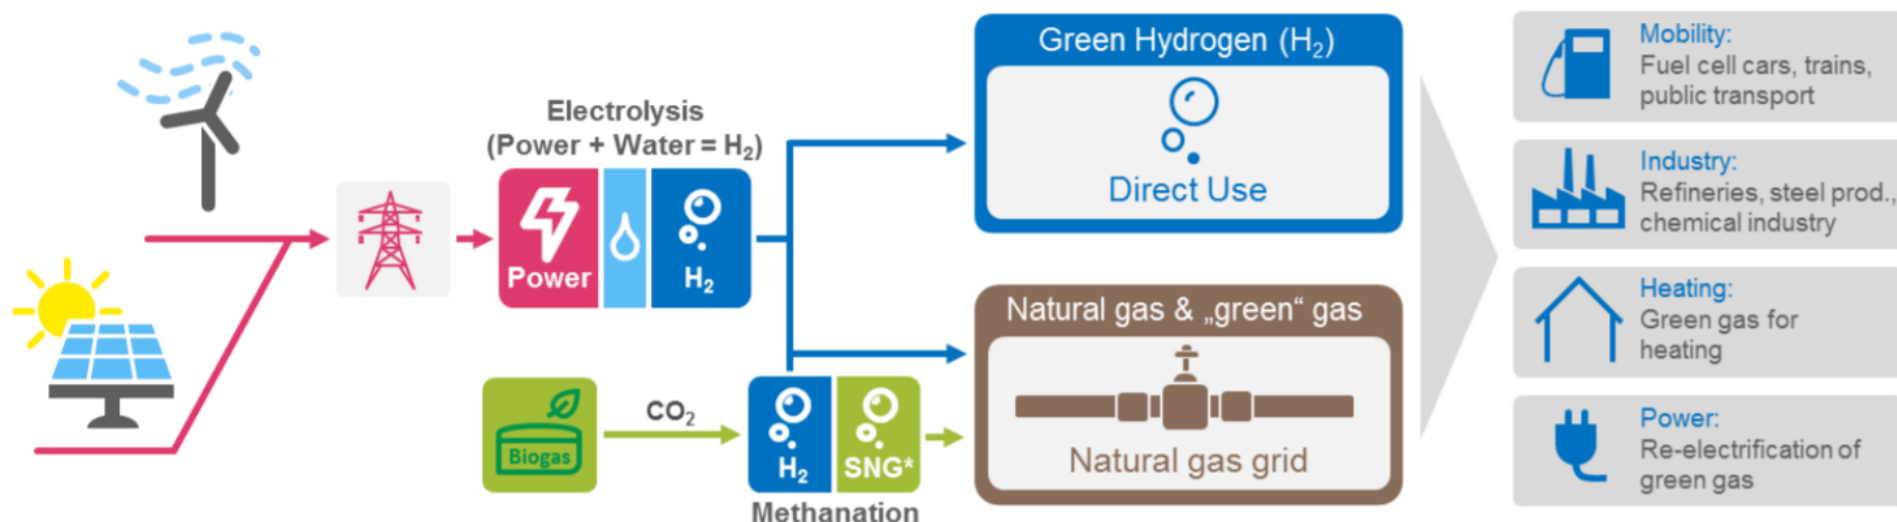 Electrolysis
(Power + Water = H₂)
Power
H₂
Biogas
CO₂
H₂
SNG*
Methanation
Green Hydrogen (H₂)
Direct Use
Natural gas & „green“ gas
Natural gas grid
Mobility:
Fuel cell cars, trains,
public transport
Industry:
Refineries, steel prod.,
chemical industry
Heating:
Green gas for
heating
Power:
Re-electrification of
green gas